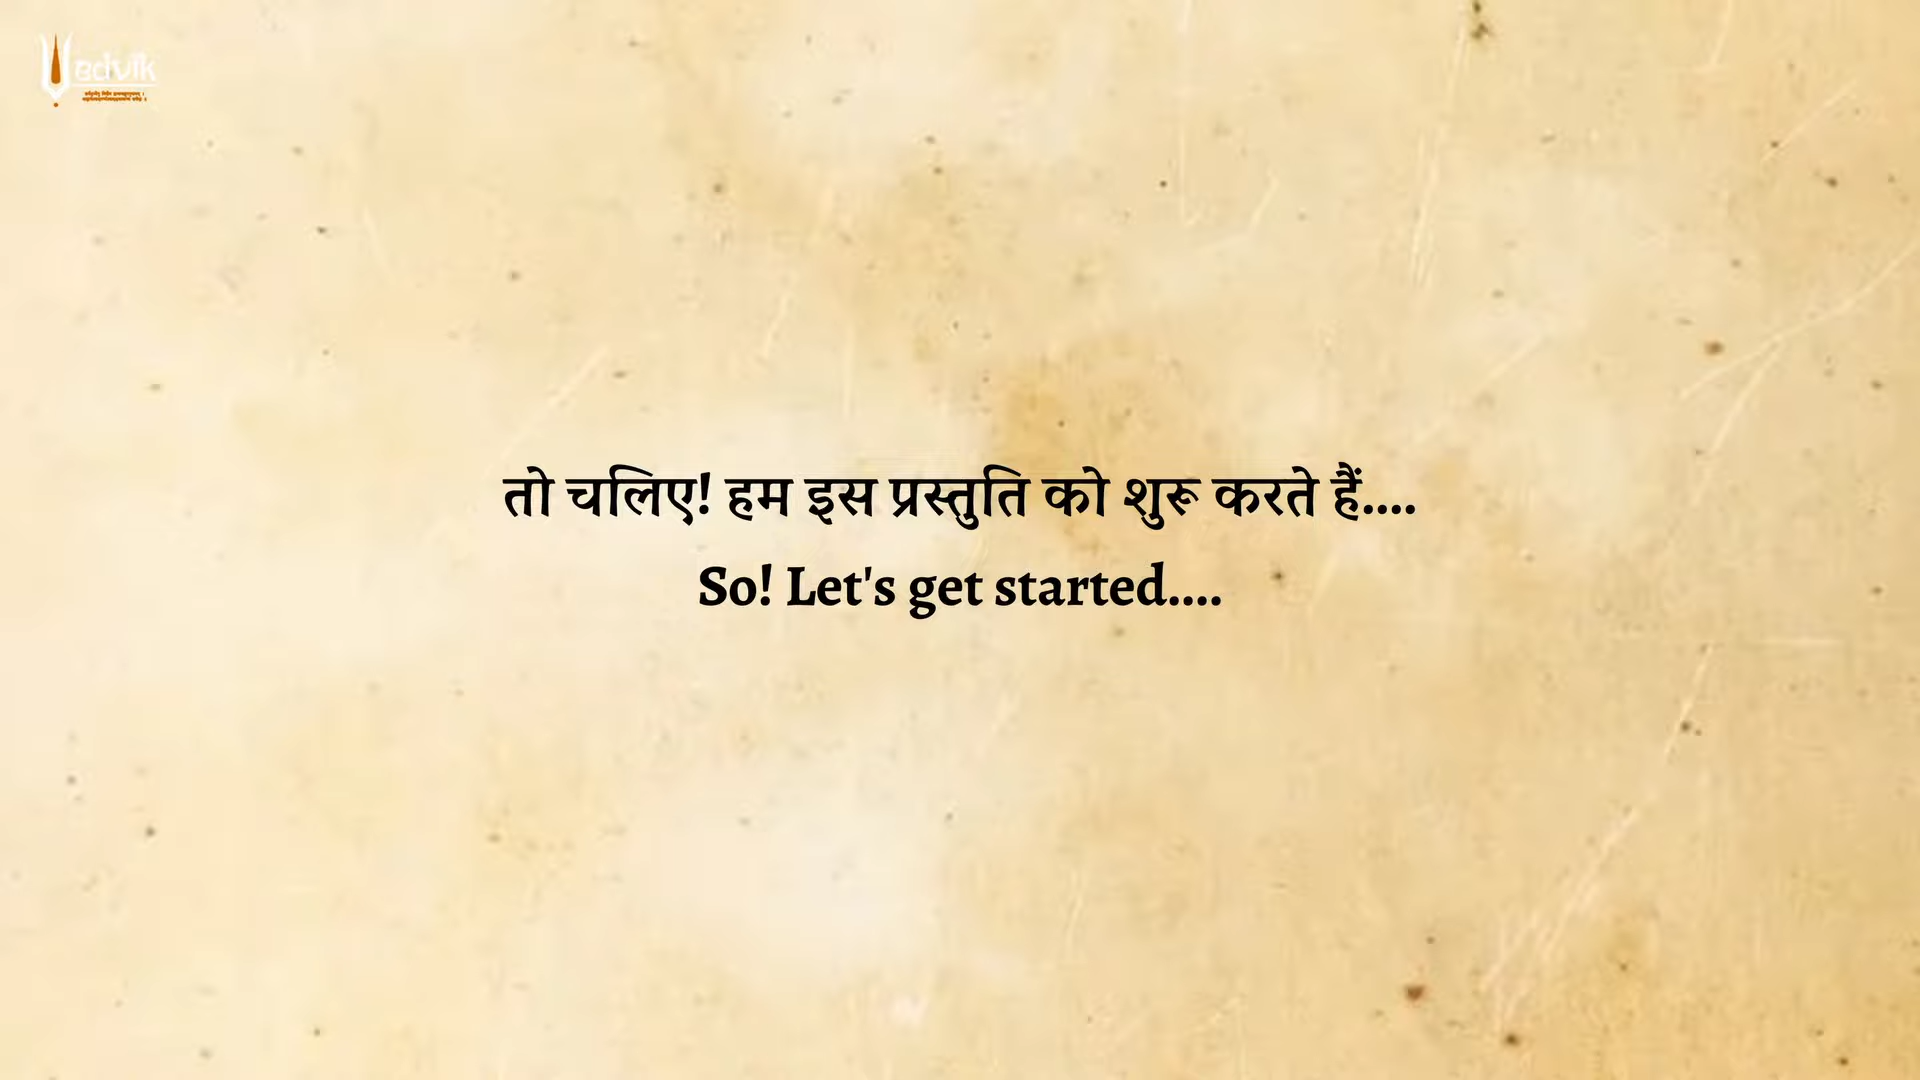 Vedvik
तो चलिए! हम इस प्रस्तुति को शुरू करते हैं....
So! Let's get started....